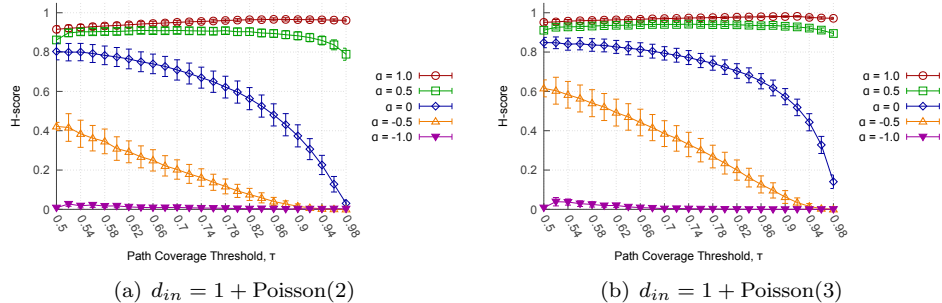 H-score
1
0.8
0.6
0.4
0.2
0
0.5
0.54
0.58
0.62
0.66
0.7
0.74
0.78
0.82
0.86
0.9
0.94
0.98
Path Coverage Threshold, τ
α = 1.0
α = 0.5
α = 0
α = -0.5
α = -1.0
(a) d_in = 1 + Poisson(2)
H-score
1
0.8
0.6
0.4
0.2
0
0.5
0.54
0.58
0.62
0.66
0.7
0.74
0.78
0.82
0.86
0.9
0.94
0.98
Path Coverage Threshold, τ
α = 1.0
α = 0.5
α = 0
α = -0.5
α = -1.0
(b) d_in = 1 + Poisson(3)